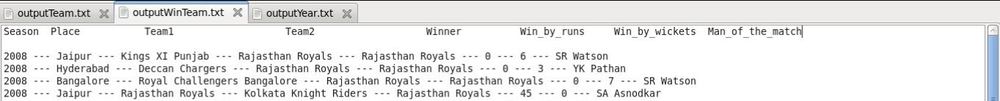 outputTeam.txt outputWinTeam.txt outputYear.txt
Season Place Team1 Team2 Winner Win_by_runs Win_by_wickets Man_of_the_match
2008 --- Jaipur --- Kings XI Punjab --- Rajasthan Royals --- Rajasthan Royals --- 0 --- 6 --- SR Watson
2008 --- Hyderabad --- Deccan Chargers --- Rajasthan Royals --- Rajasthan Royals --- 0 --- 3 --- YK Pathan
2008 --- Bangalore --- Royal Challengers Bangalore --- Rajasthan Royals --- Rajasthan Royals --- 0 --- 7 --- SR Watson
2008 --- Jaipur --- Rajasthan Royals --- Kolkata Knight Riders --- Rajasthan Royals --- 45 --- 0 --- SA Asnodkar